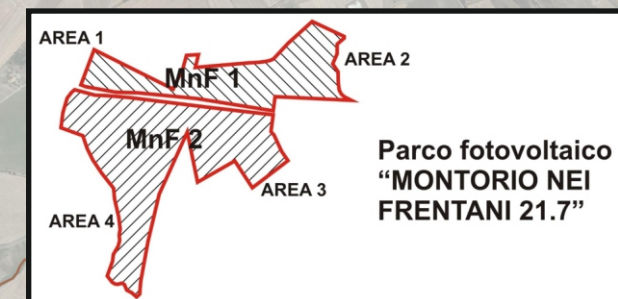 AREA 1
AREA 2
MnF 1
MnF 2
Parco fotovoltaico
“MONTORIO NEI
FRENTANI 21.7”
AREA 3
AREA 4